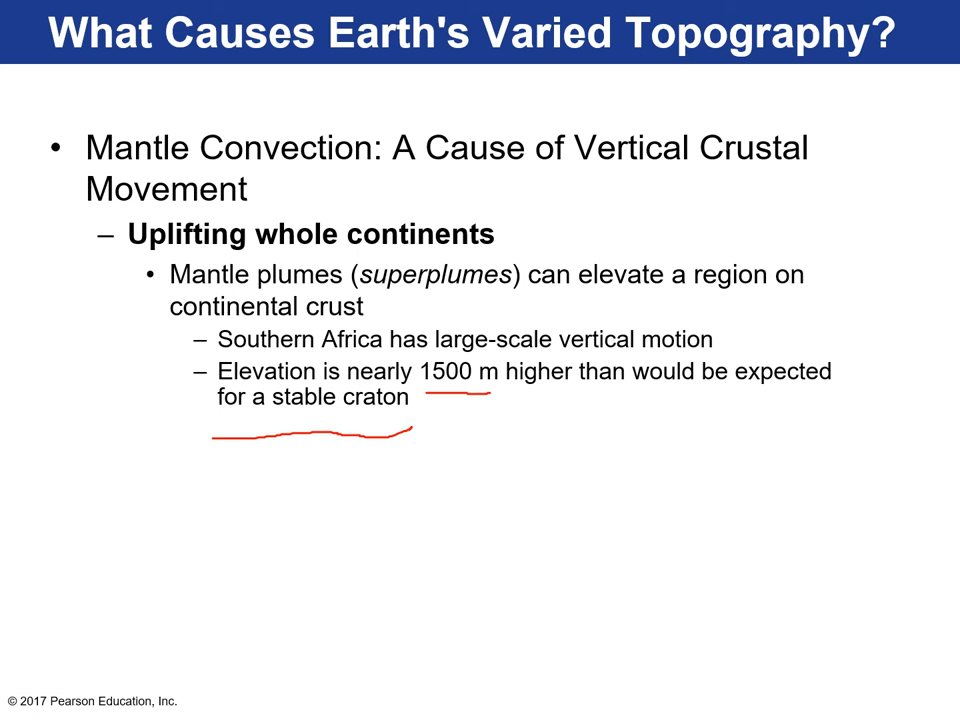 What Causes Earth's Varied Topography?
• Mantle Convection: A Cause of Vertical Crustal
Movement
– Uplifting whole continents
• Mantle plumes (superplumes) can elevate a region on
continental crust
– Southern Africa has large-scale vertical motion
– Elevation is nearly 1500 m higher than would be expected
for a stable craton
© 2017 Pearson Education, Inc.